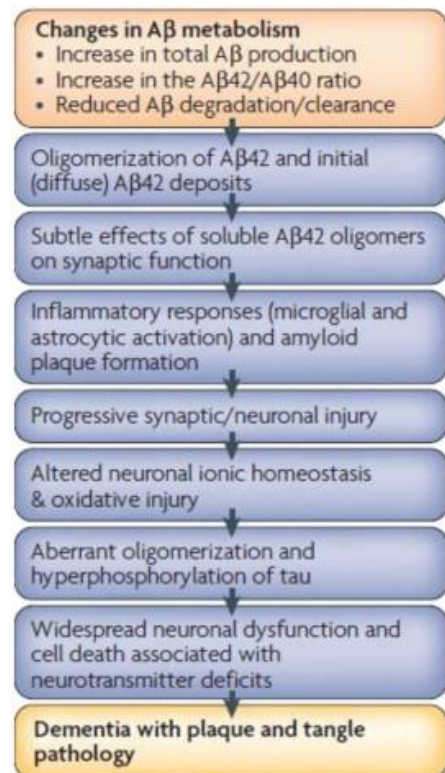 Changes in Aβ metabolism
• Increase in total Aβ production
• Increase in the Aβ42/Aβ40 ratio
• Reduced Aβ degradation/clearance
Oligomerization of Aβ42 and initial
(diffuse) Aβ42 deposits
Subtle effects of soluble Aβ42 oligomers
on synaptic function
Inflammatory responses (microglial and
astrocytic activation) and amyloid
plaque formation
Progressive synaptic/neuronal injury
Altered neuronal ionic homeostasis
& oxidative injury
Aberrant oligomerization and
hyperphosphorylation of tau
Widespread neuronal dysfunction and
cell death associated with
neurotransmitter deficits
Dementia with plaque and tangle
pathology